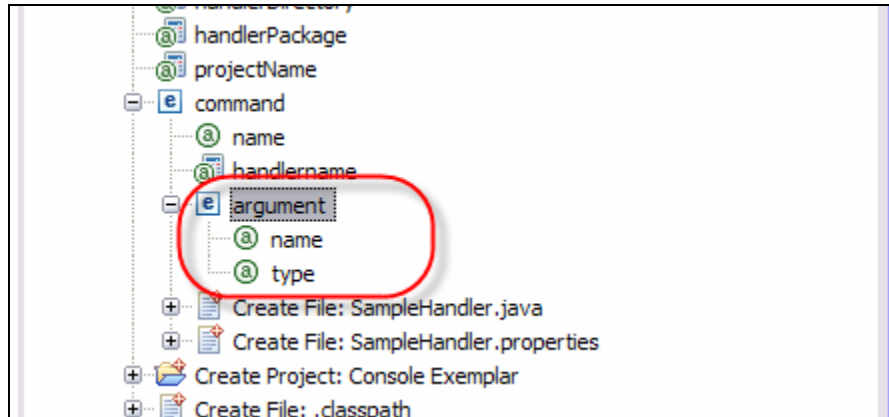 handlerDirectory
handlerPackage
projectName
command
name
handlername
argument
name
type
Create File: SampleHandler.java
Create File: SampleHandler.properties
Create Project: Console Exemplar
Create File: .classpath